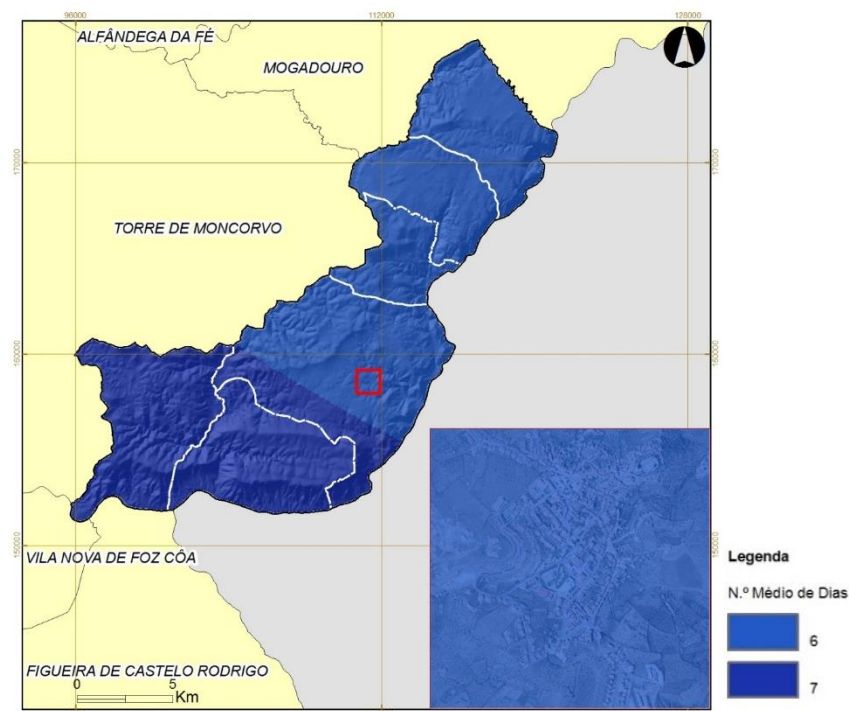 96000 112000 128000
ALFÂNDEGA DA FÉ
MOGADOURO
170000 170000
TORRE DE MONCORVO
160000 160000
150000 150000
VILA NOVA DE FOZ CÔA
FIGUEIRA DE CASTELO RODRIGO
0 5
Km
Legenda
N.º Médio de Dias
6
7